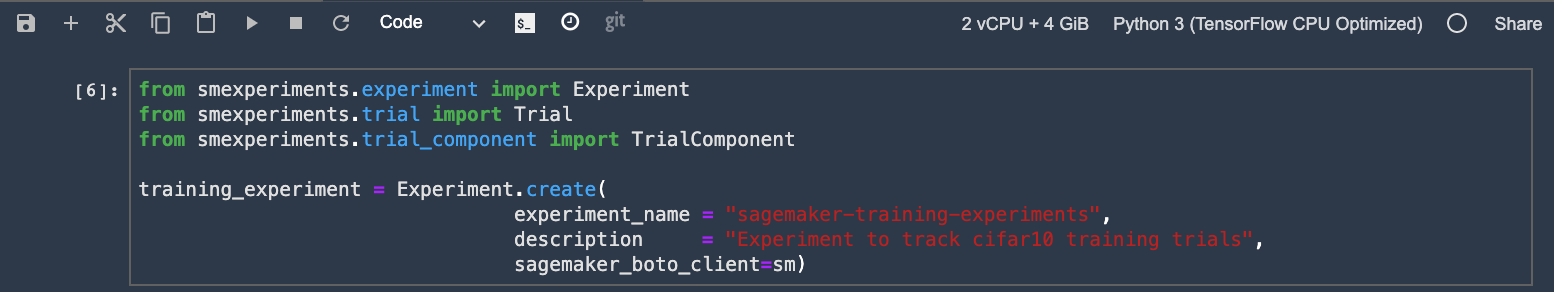 Code
$_
git
2 vCPU + 4 GiB
Python 3 (TensorFlow CPU Optimized)
Share
[6]:
from smexperiments.experiment import Experiment
from smexperiments.trial import Trial
from smexperiments.trial_component import TrialComponent
training_experiment = Experiment.create(
experiment_name = "sagemaker-training-experiments",
description = "Experiment to track cifar10 training trials",
sagemaker_boto_client=sm)